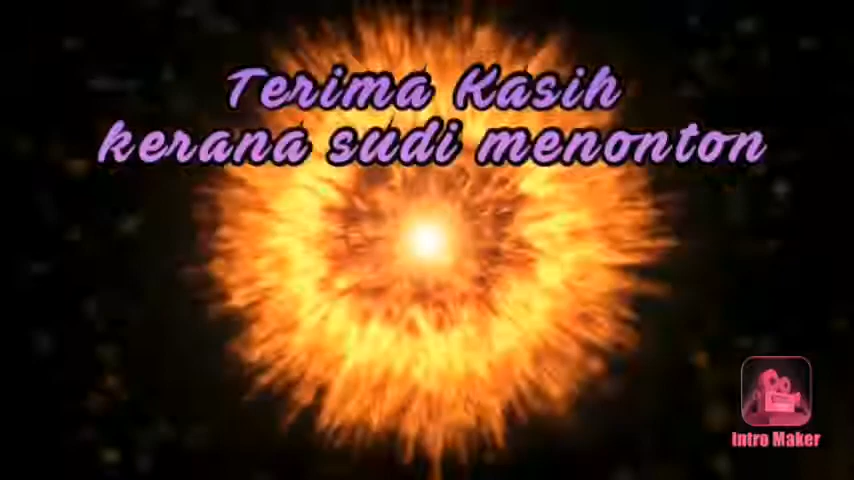 Terima Kasih
kerana sudi menonton
Intro Maker